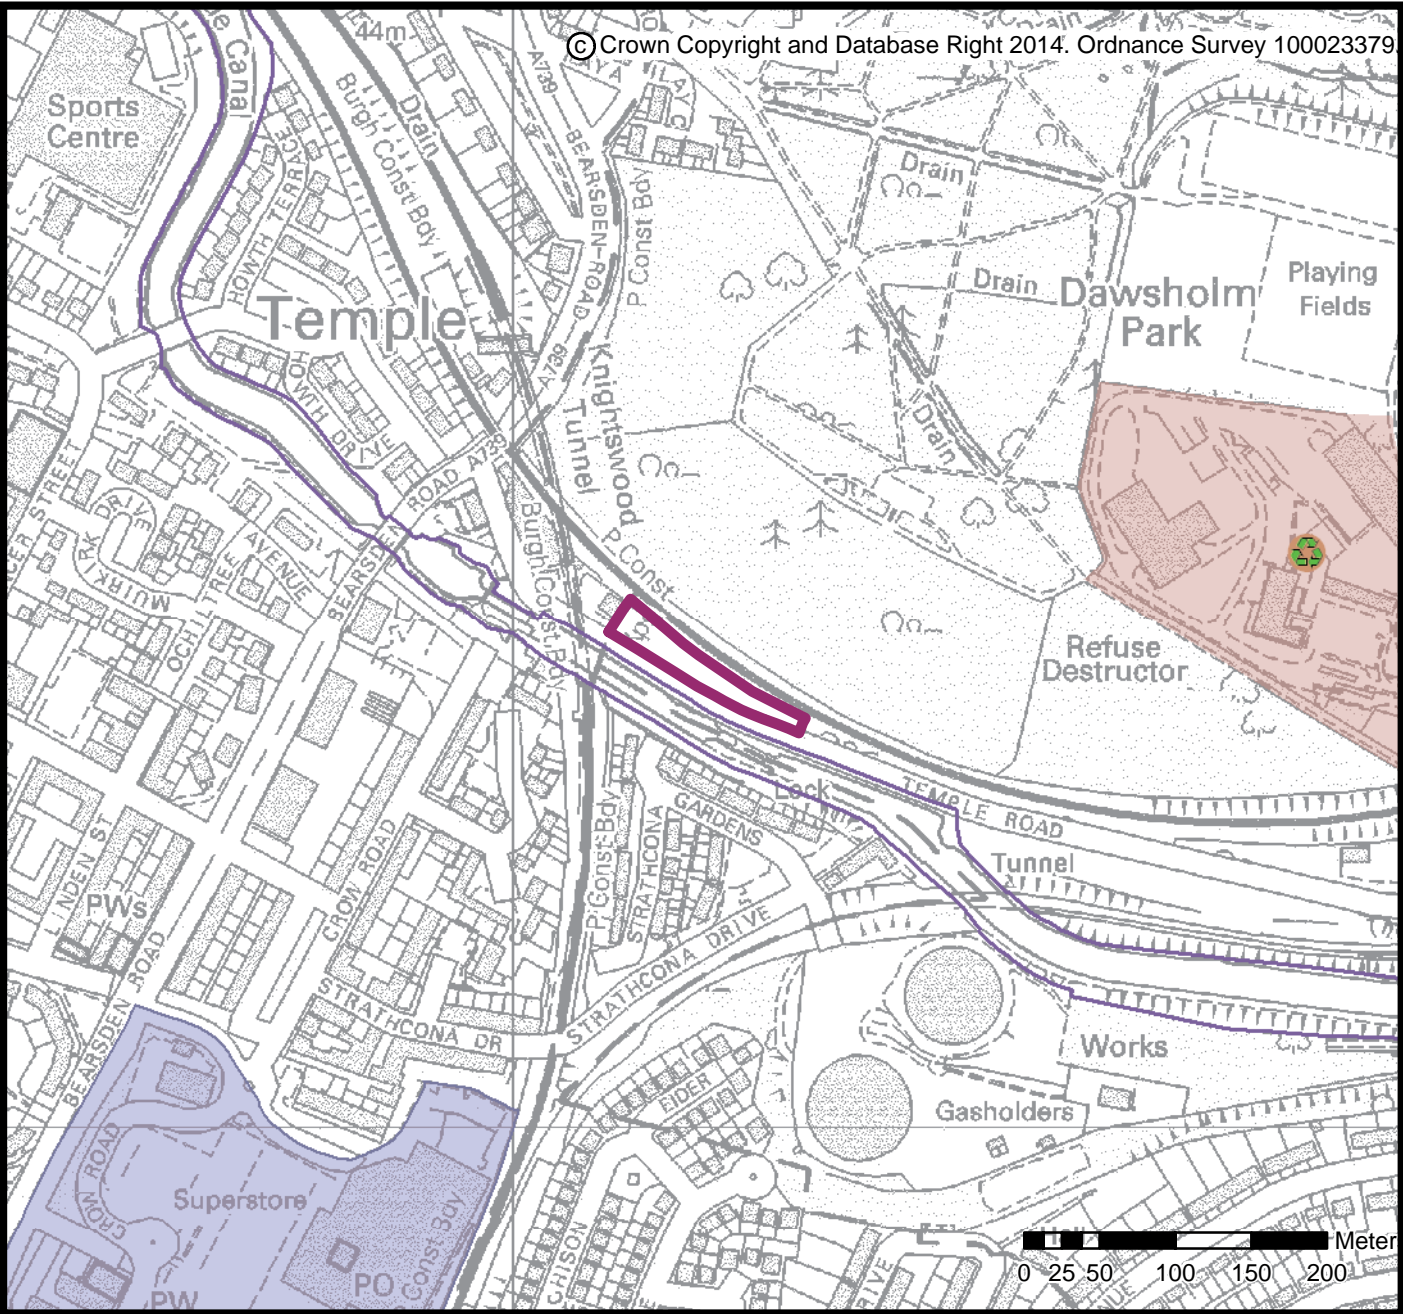 © Crown Copyright and Database Right 2014. Ordnance Survey 100023379.
44m
Drain
Canal
Sports
Centre
Burgh Const Bdy
Drain
A739
BEARSDEN ROAD
P Const Bdy
Drain
Drain
Dawsholm
Park
Playing
Fields
HOWTH TERRACE
Temple
HOWTH DRIVE
A739
Knightswood
Tunnel
Drain
STREET
MUIRKIRK DRIVE
AVENUE
BEARSDEN ROAD A739
Burgh Const Bdy
P Const
Refuse
Destructor
Lock
TEMPLE ROAD
Tunnel
GARDENS
STRATHCONA
P Const Bdy
CROW ROAD
PWs
BEARSDEN ROAD
STRATHCONA DRIVE
STRATHCONA DR
Works
Gasholders
EIDER
CROW ROAD
Superstore
PO
Const Bdy
PW
Hall
Meter
0 25 50 100 150 200